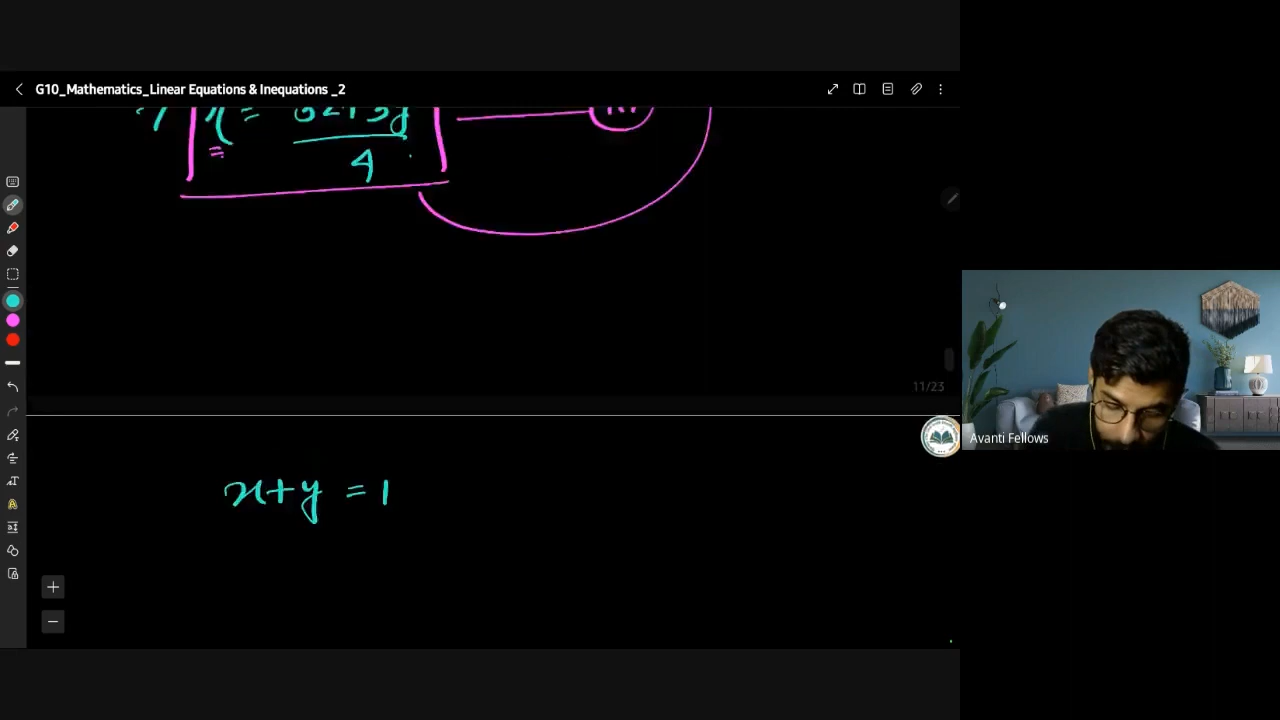 G10_Mathematics_Linear Equations & Inequations _2
x =
4
11/23
x+y = 1
Avanti Fellows